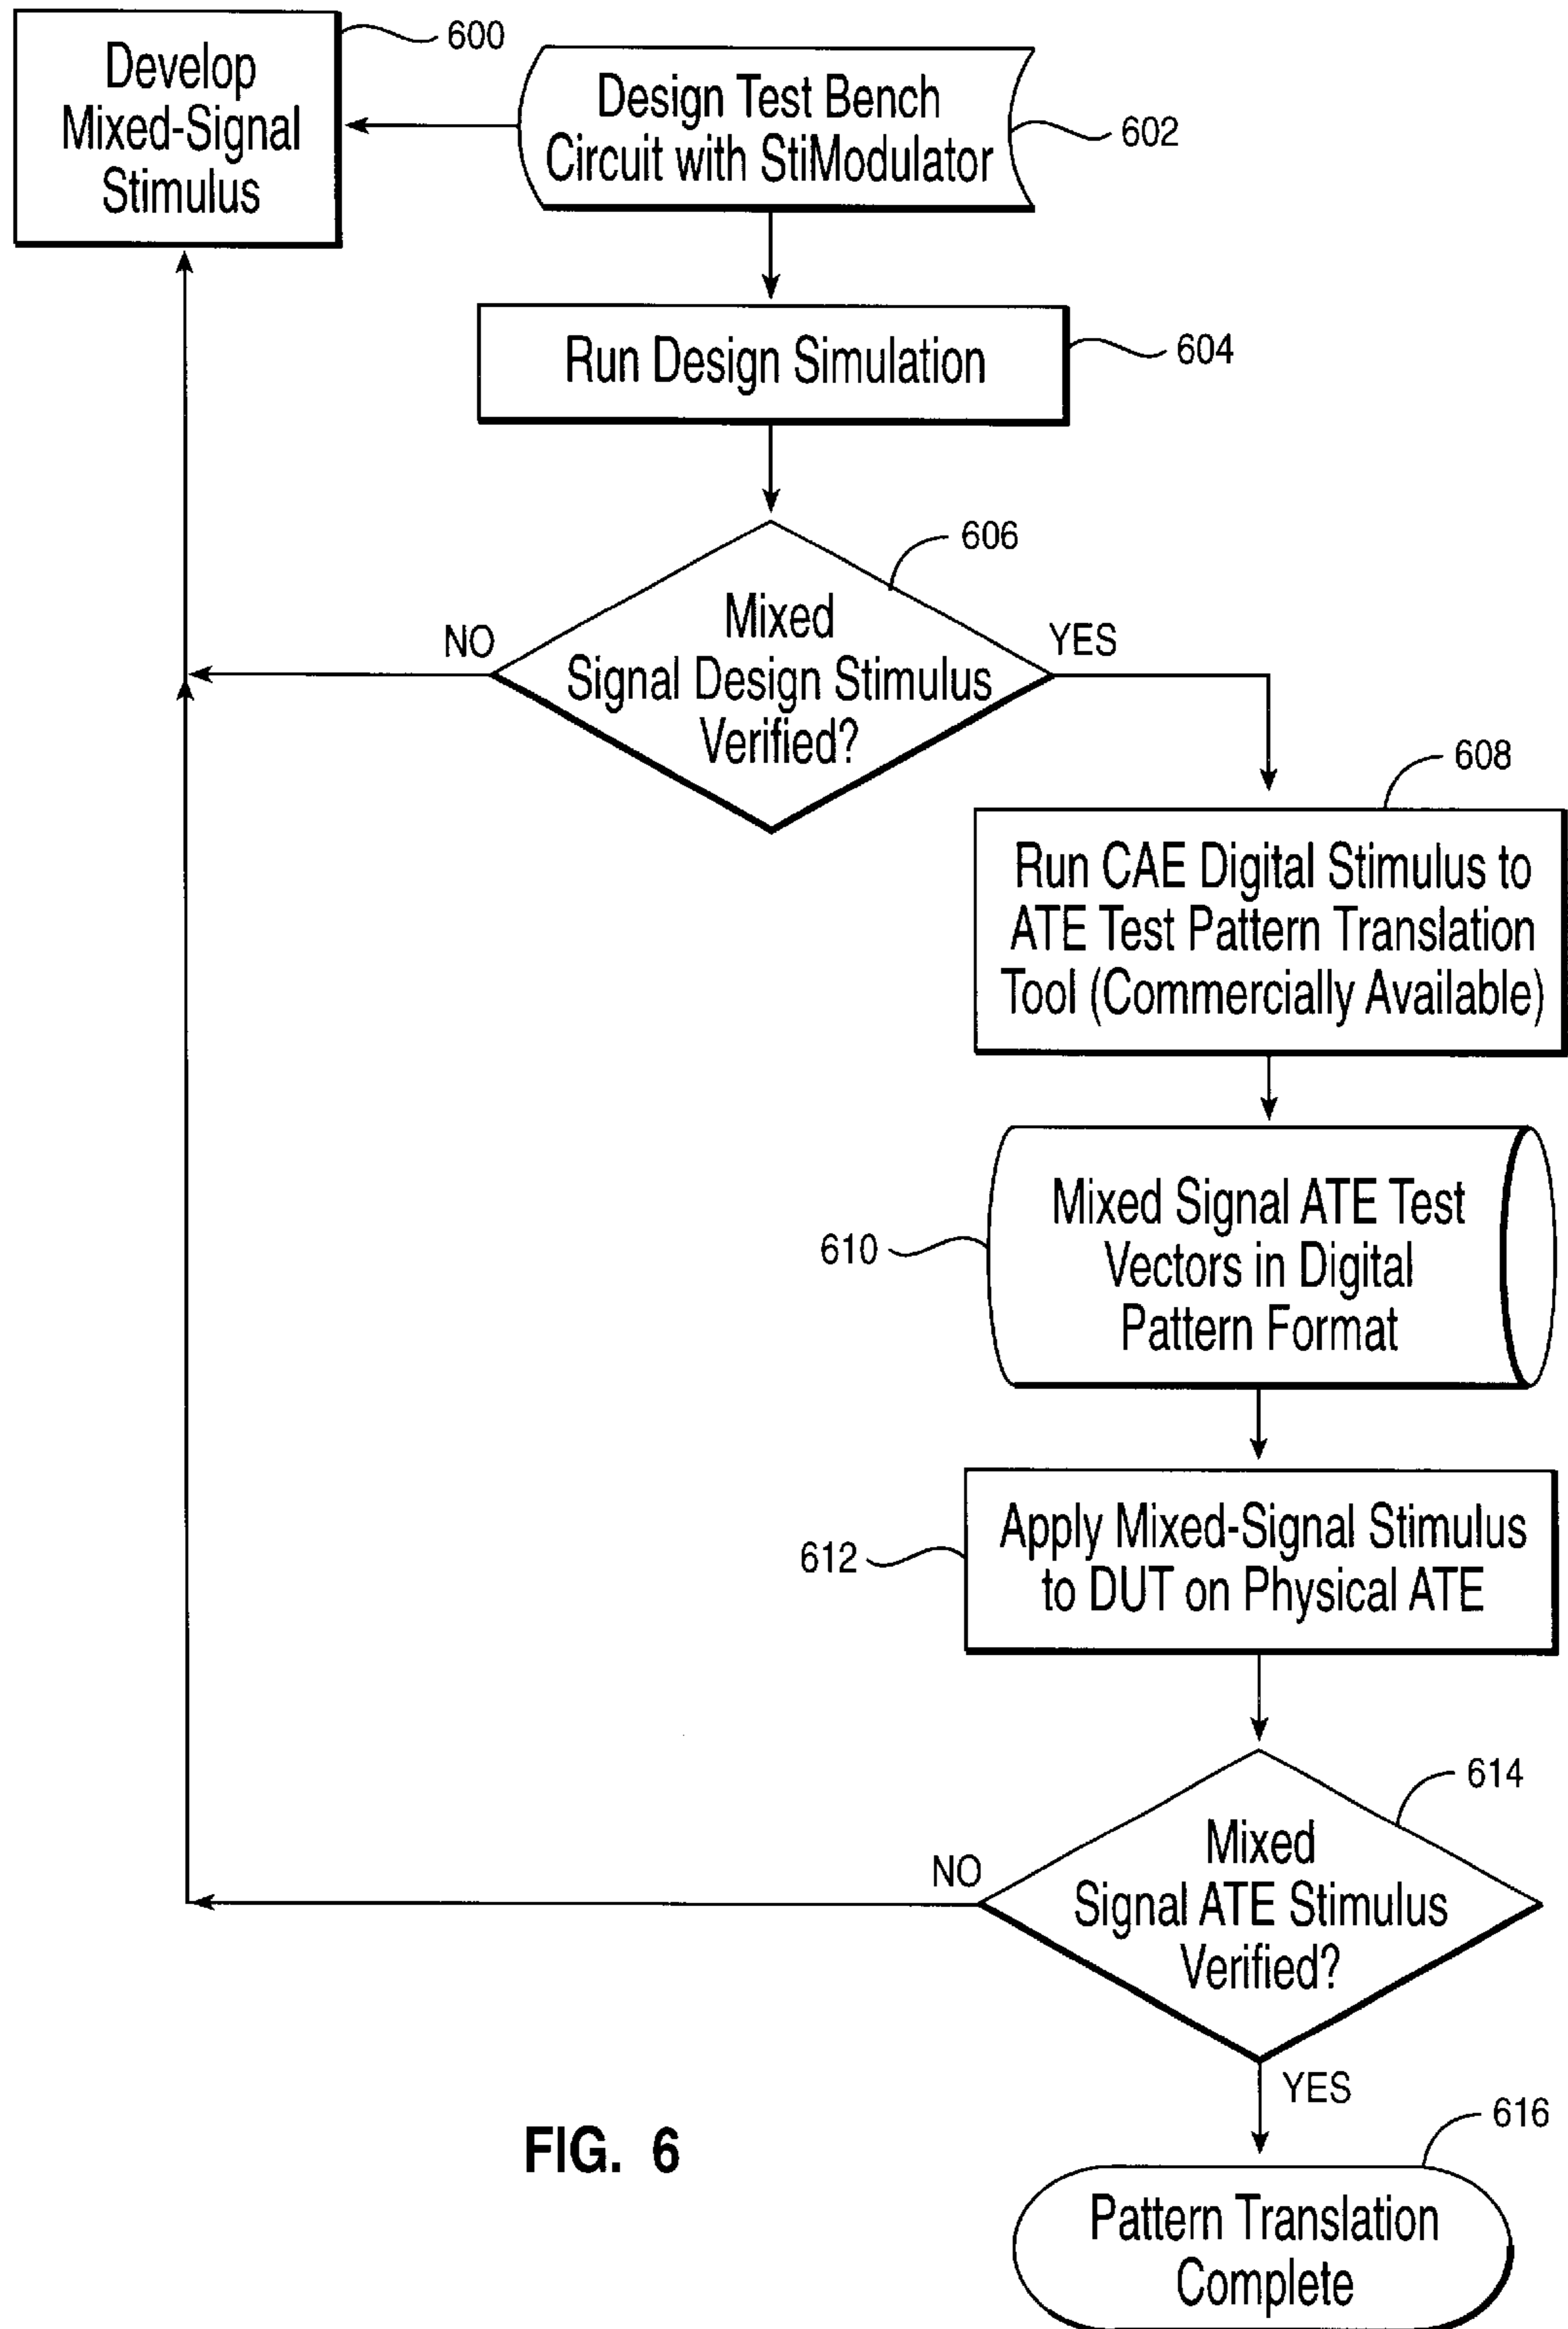 Develop
Mixed-Signal
Stimulus
600
Design Test Bench
Circuit with StiModulator
602
Run Design Simulation
604
606
Mixed
Signal Design Stimulus
Verified?
NO
YES
608
Run CAE Digital Stimulus to
ATE Test Pattern Translation
Tool (Commercially Available)
610
Mixed Signal ATE Test
Vectors in Digital
Pattern Format
612
Apply Mixed-Signal Stimulus
to DUT on Physical ATE
614
Mixed
Signal ATE Stimulus
Verified?
NO
YES
616
Pattern Translation
Complete
FIG. 6